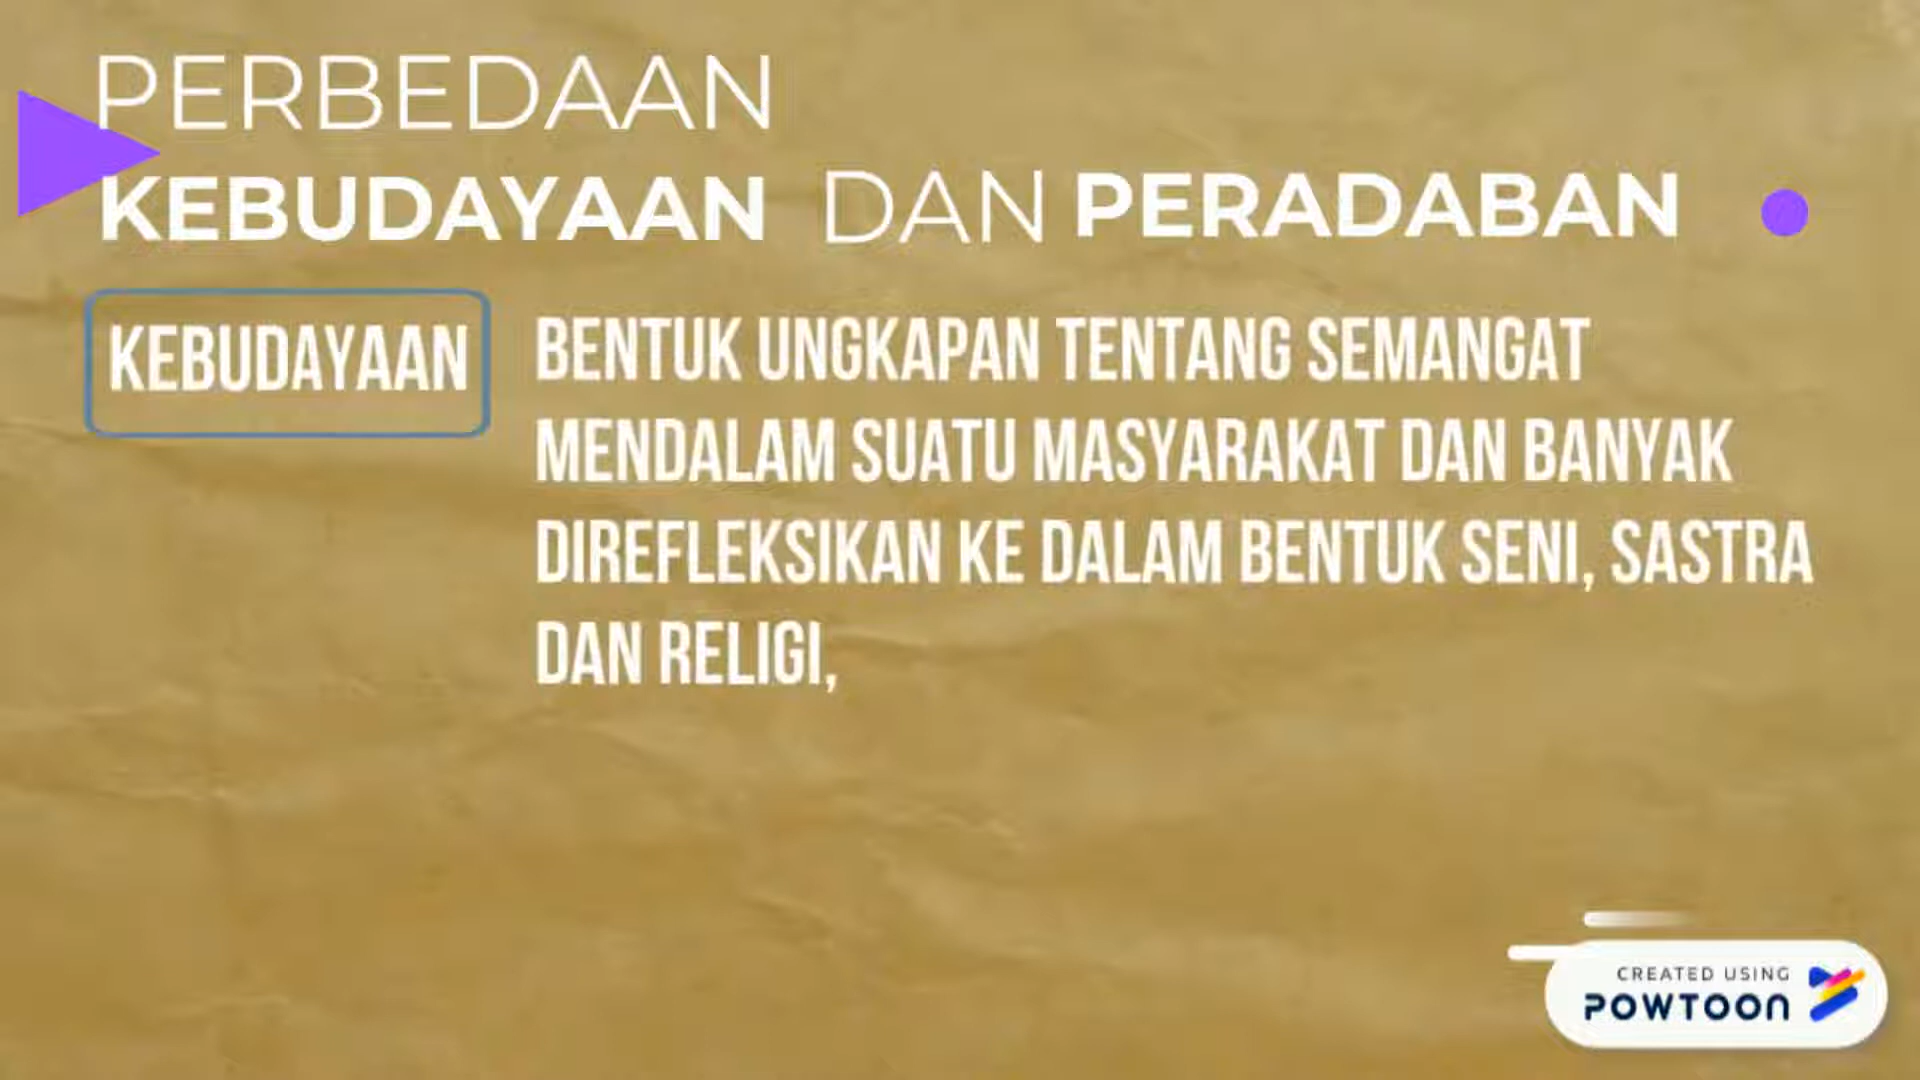 PERBEDAAN
KEBUDAYAAN DAN PERADABAN
KEBUDAYAAN
BENTUK UNGKAPAN TENTANG SEMANGAT
MENDALAM SUATU MASYARAKAT DAN BANYAK
DIREFLEKSIKAN KE DALAM BENTUK SENI, SASTRA
DAN RELIGI,
CREATED USING
POWTOON